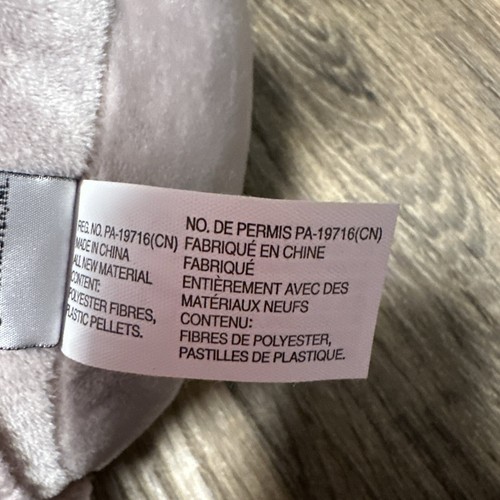 REG. NO. PA-19716(CN)
MADE IN CHINA
ALL NEW MATERIAL
CONTENT:
POLYESTER FIBRES,
PLASTIC PELLETS.
NO. DE PERMIS PA-19716(CN)
FABRIQUÉ EN CHINE
FABRIQUÉ
ENTIÈREMENT AVEC DES
MATÉRIAUX NEUFS
CONTENU:
FIBRES DE POLYESTER,
PASTILLES DE PLASTIQUE.